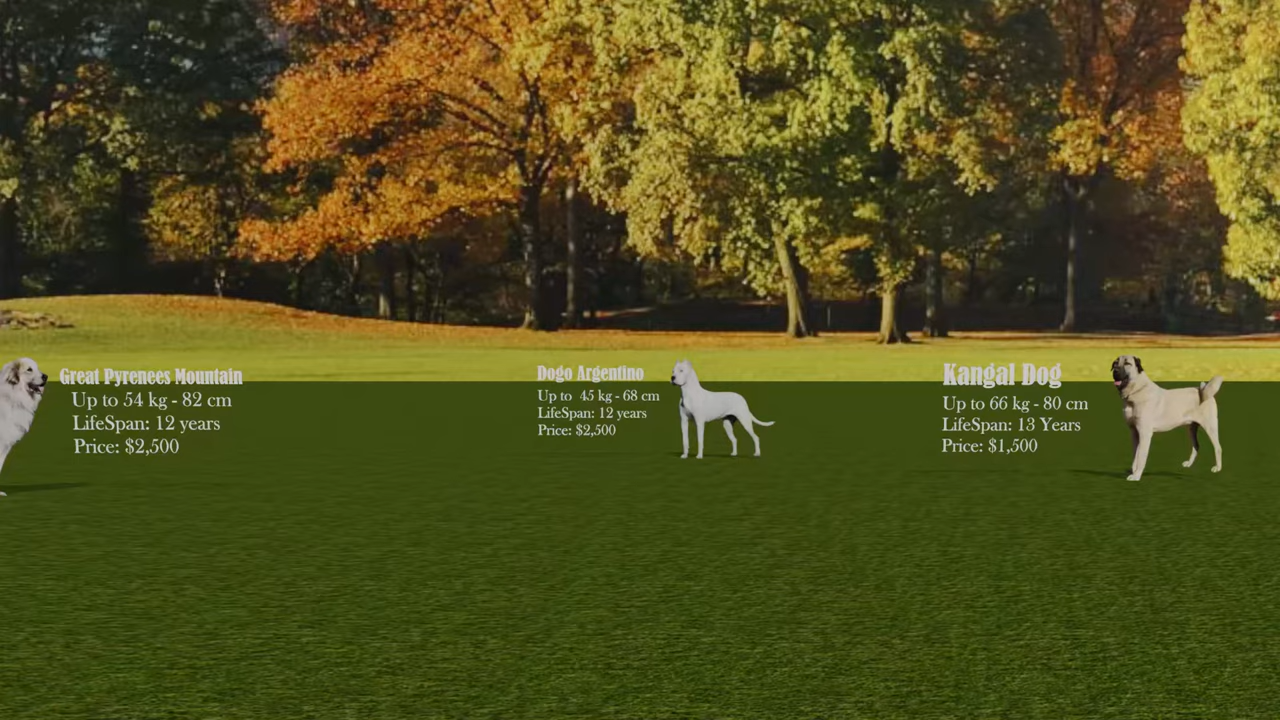 Great Pyrenees Mountain
Up to 54 kg - 82 cm
LifeSpan: 12 years
Price: $2,500
Dogo Argentino
Up to  45 kg - 68 cm
LifeSpan: 12 years
Price: $2,500
Kangal Dog
Up to 66 kg - 80 cm
LifeSpan: 13 Years
Price: $1,500